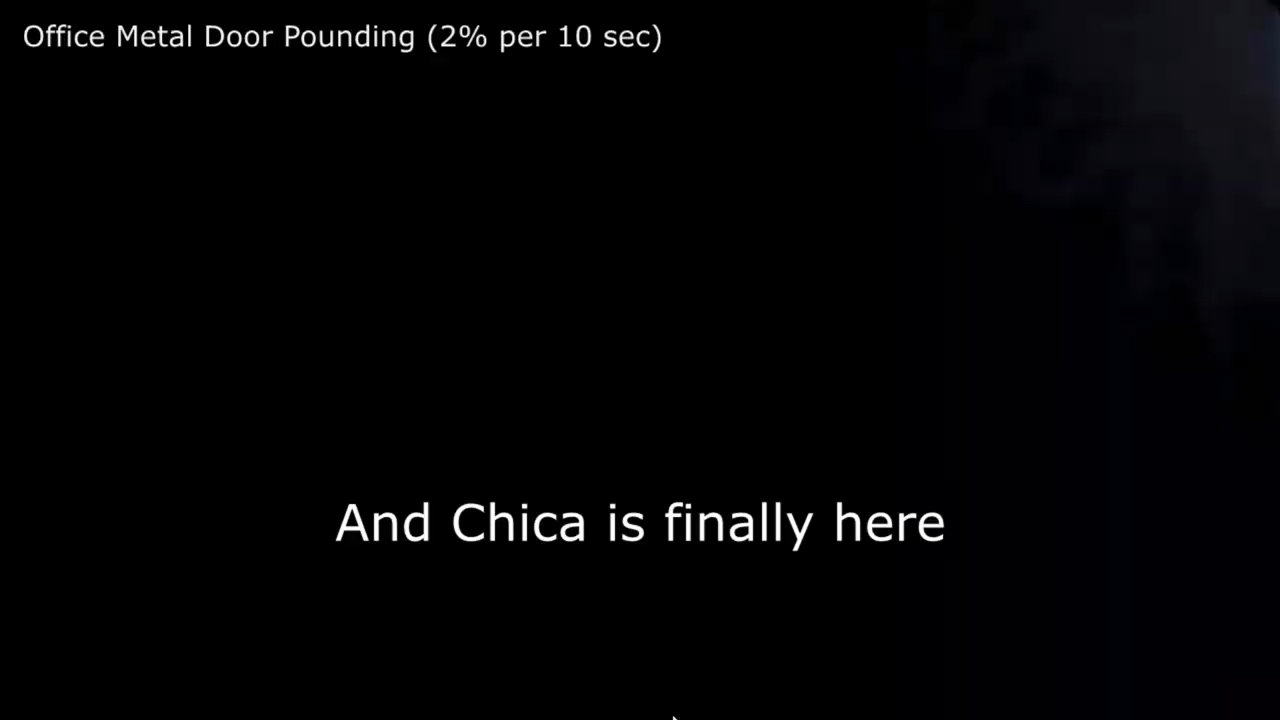 Office Metal Door Pounding (2% per 10 sec)
And Chica is finally here